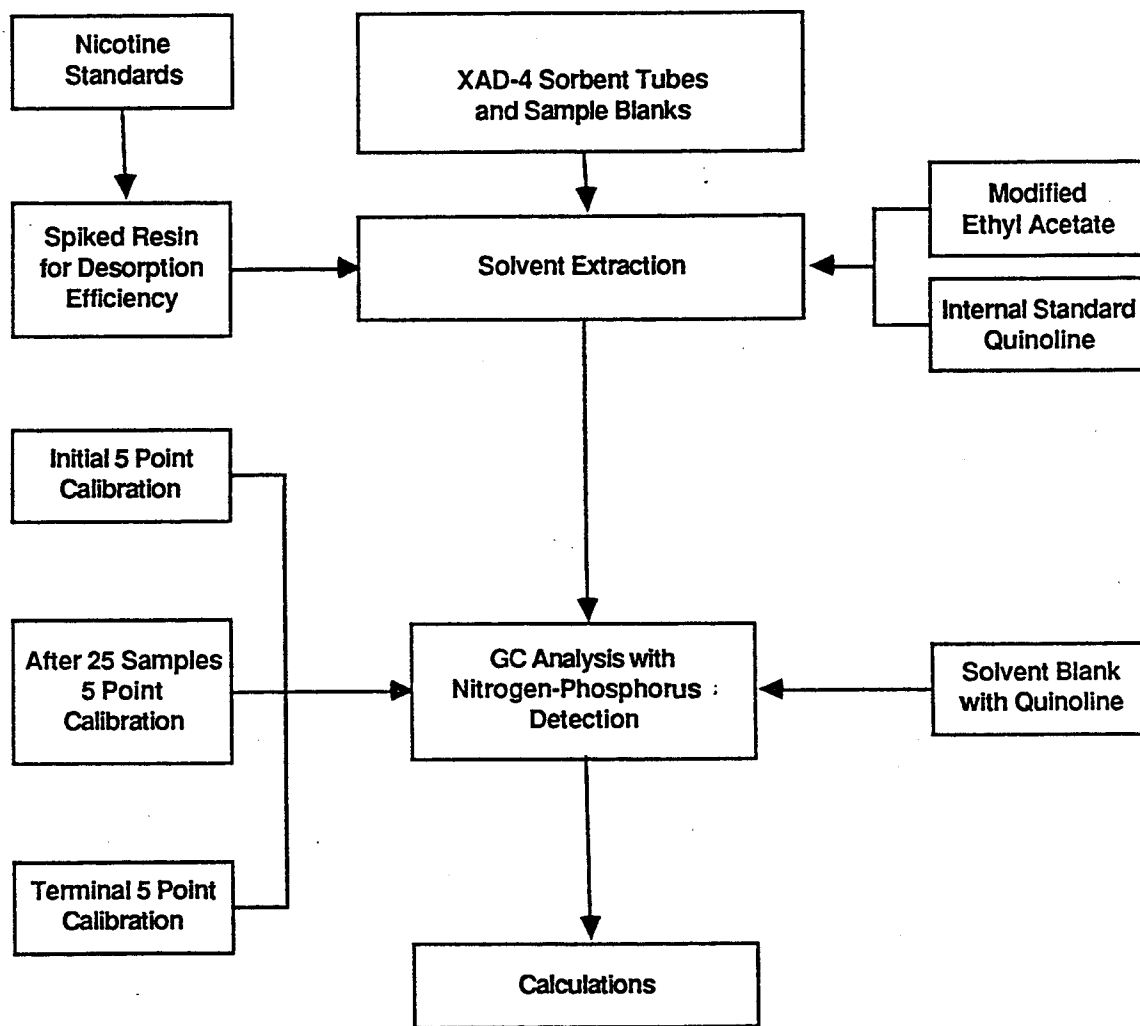 Nicotine
Standards
XAD-4 Sorbent Tubes
and Sample Blanks
Modified
Ethyl Acetate
Spiked Resin
for Desorption
Efficiency
Solvent Extraction
Internal Standard
Quinoline
Initial 5 Point
Calibration
After 25 Samples
5 Point
Calibration
GC Analysis with
Nitrogen-Phosphorus
Detection
Solvent Blank
with Quinoline
Terminal 5 Point
Calibration
Calculations